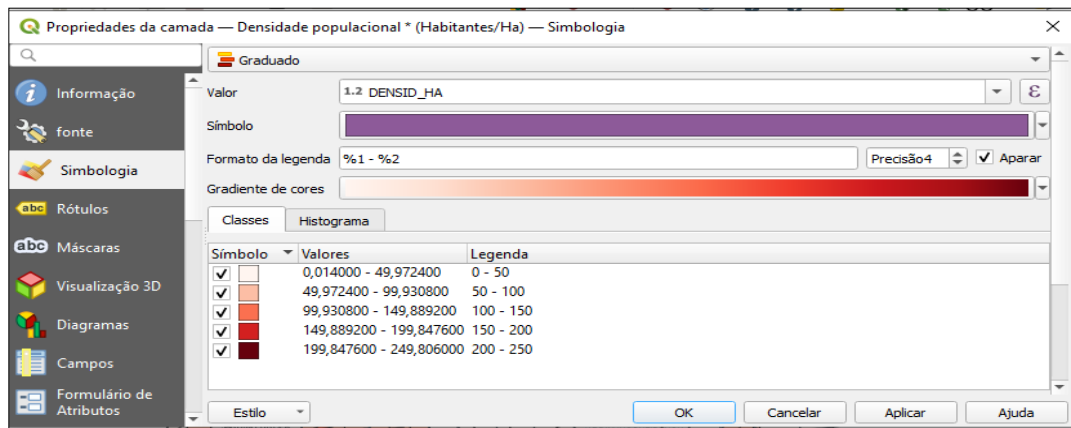 Propriedades da camada — Densidade populacional * (Habitantes/Ha) — Simbologia
Informação
fonte
Simbologia
abc Rótulos
abc Máscaras
Visualização 3D
Diagramas
Campos
Formulário de
Atributos
Graduado
Valor 1.2 DENSID_HA ε
Símbolo
Formato da legenda %1 - %2 Precisão4 Aparar
Gradiente de cores
Classes Histograma
Símbolo Valores Legenda
0,014000 - 49,972400 0 - 50
49,972400 - 99,930800 50 - 100
99,930800 - 149,889200 100 - 150
149,889200 - 199,847600 150 - 200
199,847600 - 249,806000 200 - 250
Estilo OK Cancelar Aplicar Ajuda